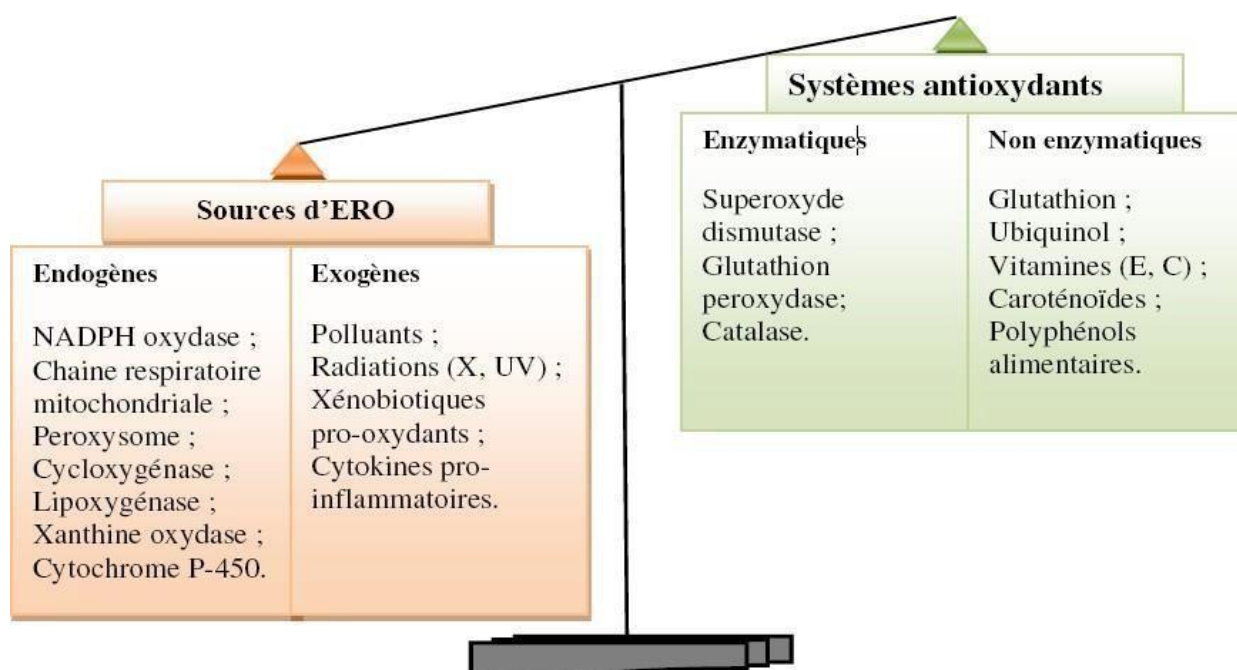 Systèmes antioxydants
Enzymatiques
Superoxyde
dismutase ;
Glutathion
peroxydase;
Catalase.
Non enzymatiques
Glutathion ;
Ubiquinol ;
Vitamines (E, C) ;
Caroténoïdes ;
Polyphénols
alimentaires.
Sources d’ERO
Endogènes
NADPH oxydase ;
Chaine respiratoire
mitochondriale ;
Peroxysome ;
Cycloxygénase ;
Lipoxygénase ;
Xanthine oxydase ;
Cytochrome P-450.
Exogènes
Polluants ;
Radiations (X, UV) ;
Xénobiotiques
pro-oxydants ;
Cytokines pro-
inflammatoires.